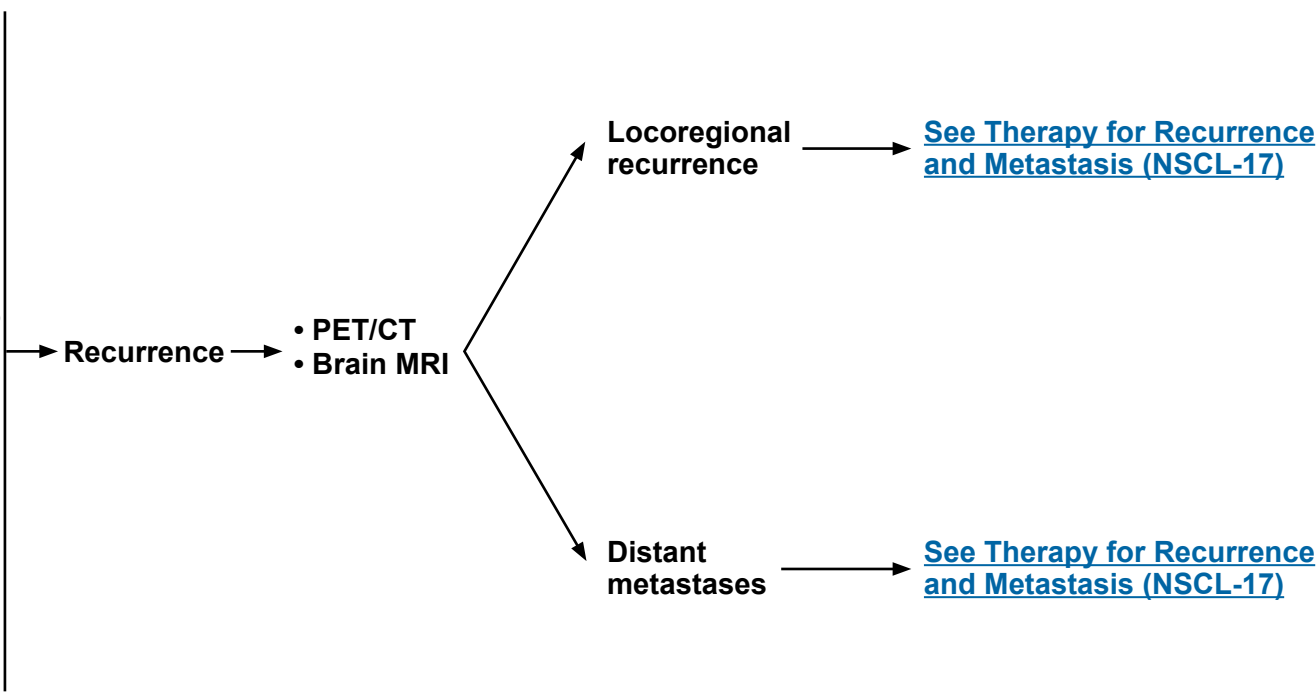 Locoregional
recurrence
See Therapy for Recurrence
and Metastasis (NSCL-17)
Recurrence
• PET/CT
• Brain MRI
Distant
metastases
See Therapy for Recurrence
and Metastasis (NSCL-17)